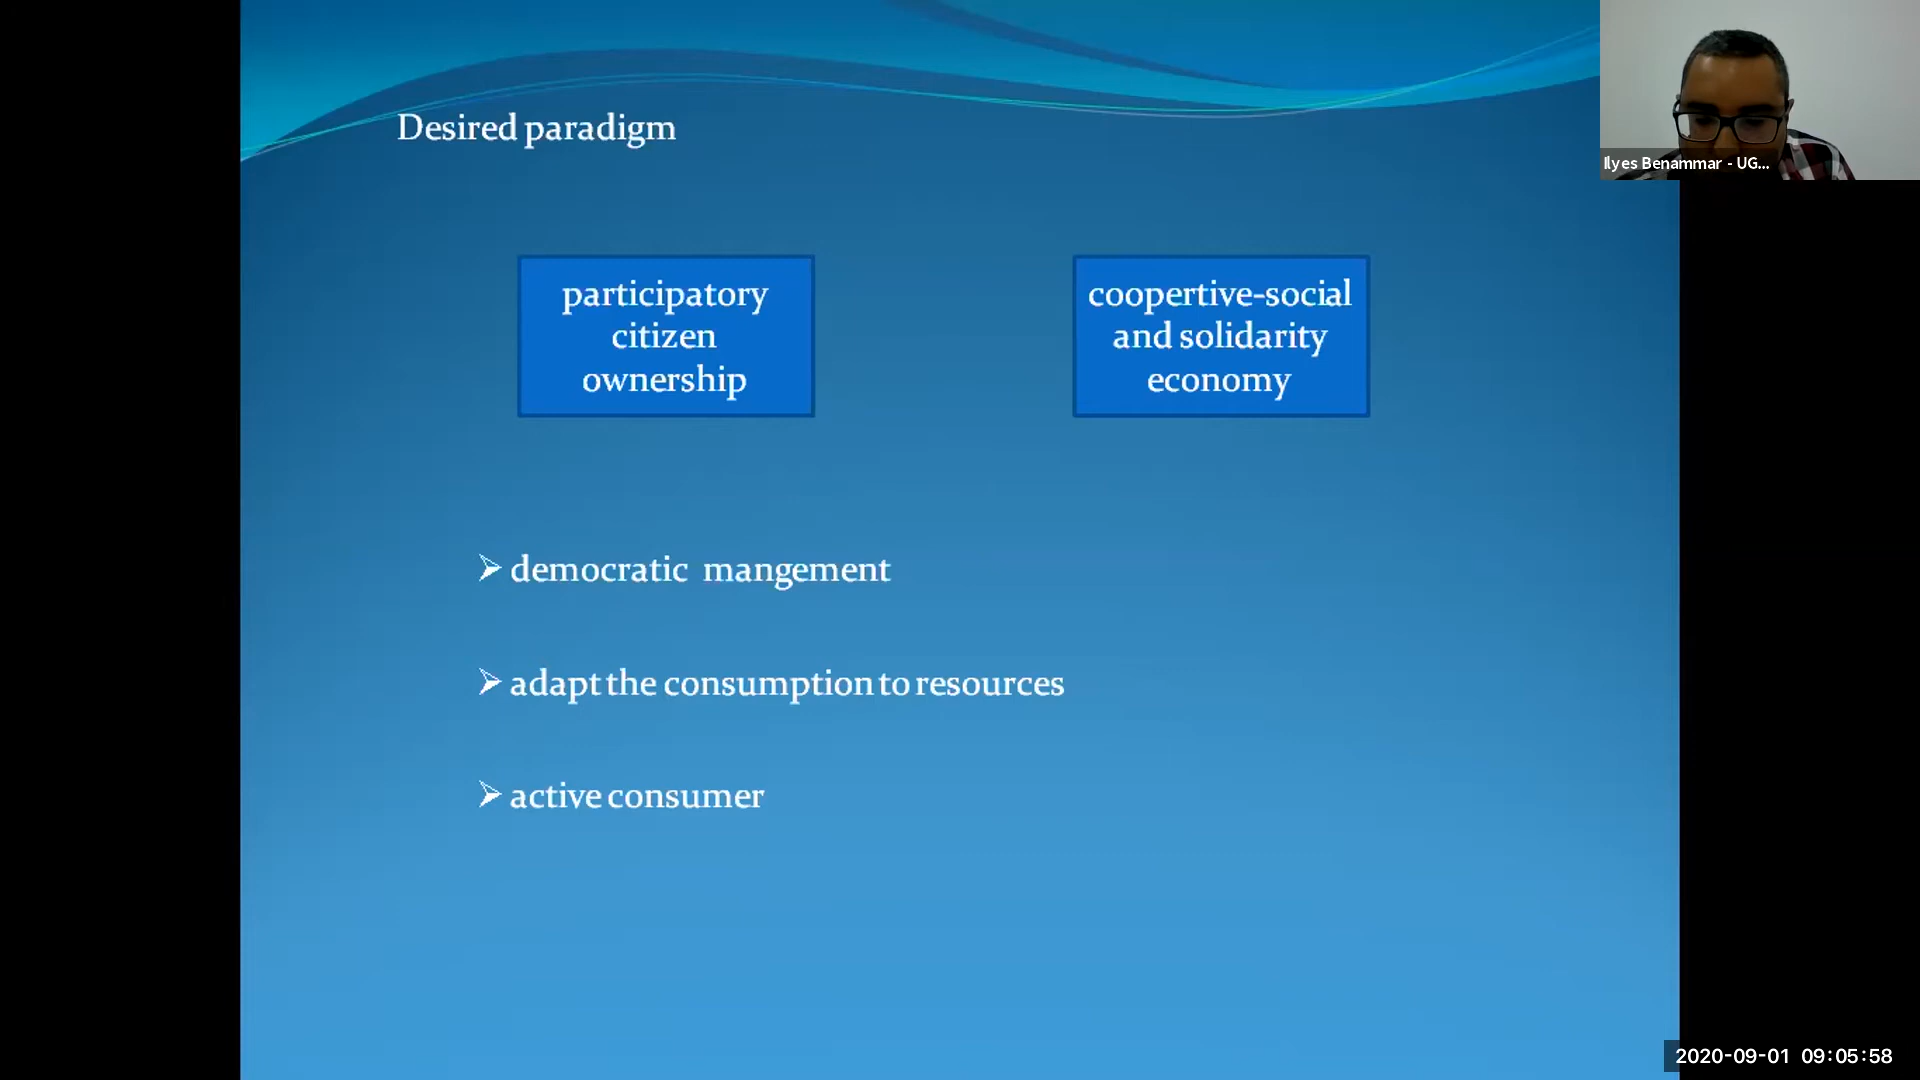 Desired paradigm
Ilyes Benammar - UG...
participatory
citizen
ownership
coopertive-social
and solidarity
economy
democratic mangement
adapt the consumption to resources
active consumer
2020-09-01 09:05:58